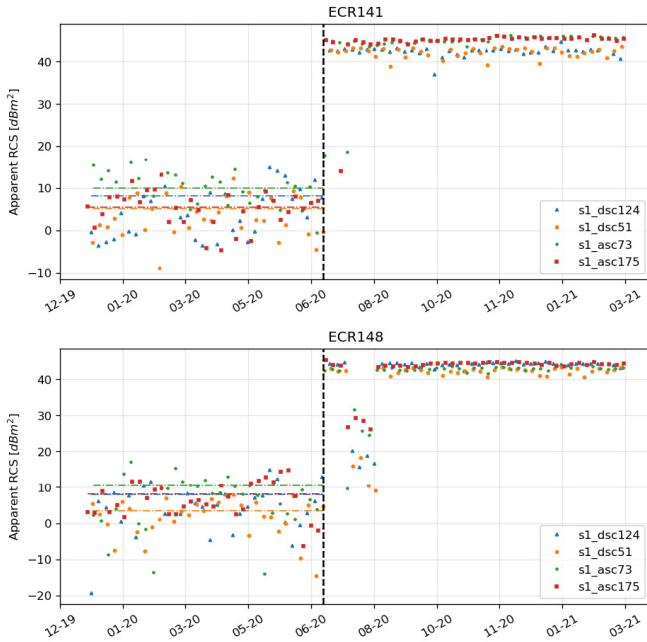 ECR141
Apparent RCS [dBm²]
40
30
20
10
0
−10
12-19
01-20
03-20
05-20
06-20
08-20
10-20
11-20
01-21
03-21
s1_dsc124
s1_dsc51
s1_asc73
s1_asc175
ECR148
Apparent RCS [dBm²]
40
30
20
10
0
−10
−20
12-19
01-20
03-20
05-20
06-20
08-20
10-20
11-20
01-21
03-21
s1_dsc124
s1_dsc51
s1_asc73
s1_asc175